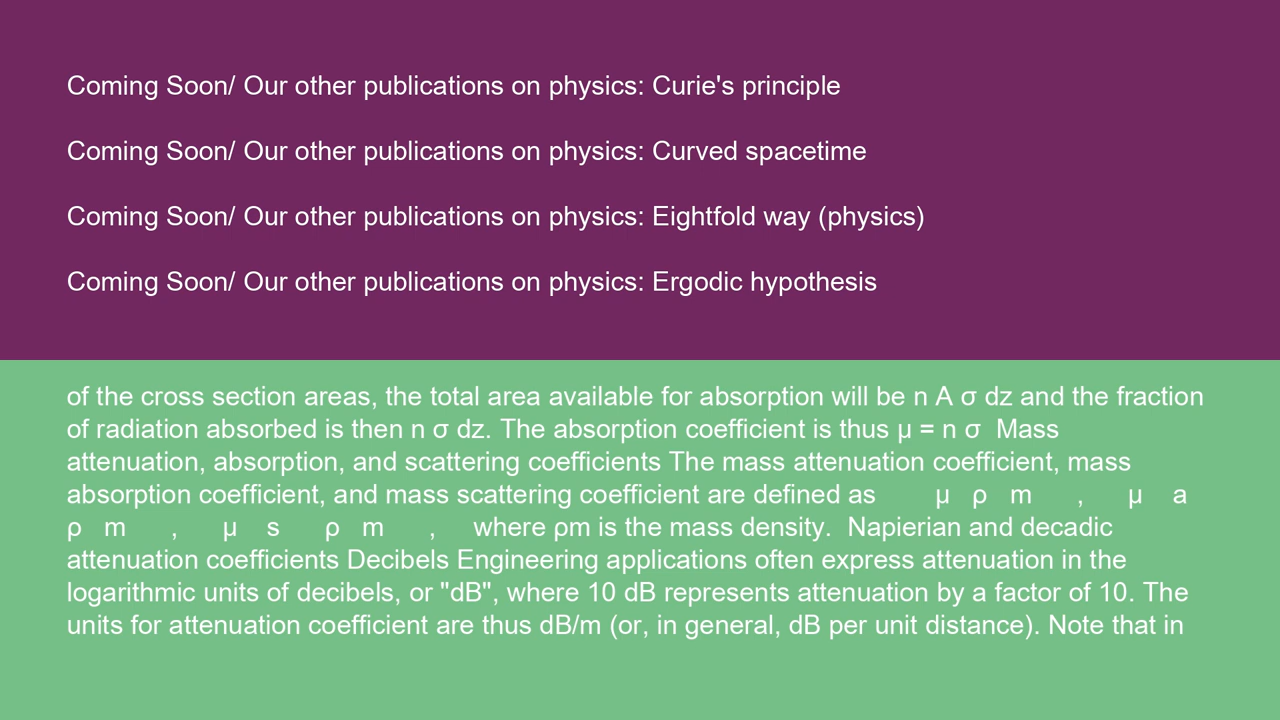 Coming Soon/ Our other publications on physics: Curie's principle
Coming Soon/ Our other publications on physics: Curved spacetime
Coming Soon/ Our other publications on physics: Eightfold way (physics)
Coming Soon/ Our other publications on physics: Ergodic hypothesis
of the cross section areas, the total area available for absorption will be n A σ dz and the fraction
of radiation absorbed is then n σ dz. The absorption coefficient is thus μ = n σ  Mass
attenuation, absorption, and scattering coefficients The mass attenuation coefficient, mass
absorption coefficient, and mass scattering coefficient are defined as μ ρ m , μ a
ρ m , μ s ρ m , where ρm is the mass density.  Napierian and decadic
attenuation coefficients Decibels Engineering applications often express attenuation in the
logarithmic units of decibels, or "dB", where 10 dB represents attenuation by a factor of 10. The
units for attenuation coefficient are thus dB/m (or, in general, dB per unit distance). Note that in